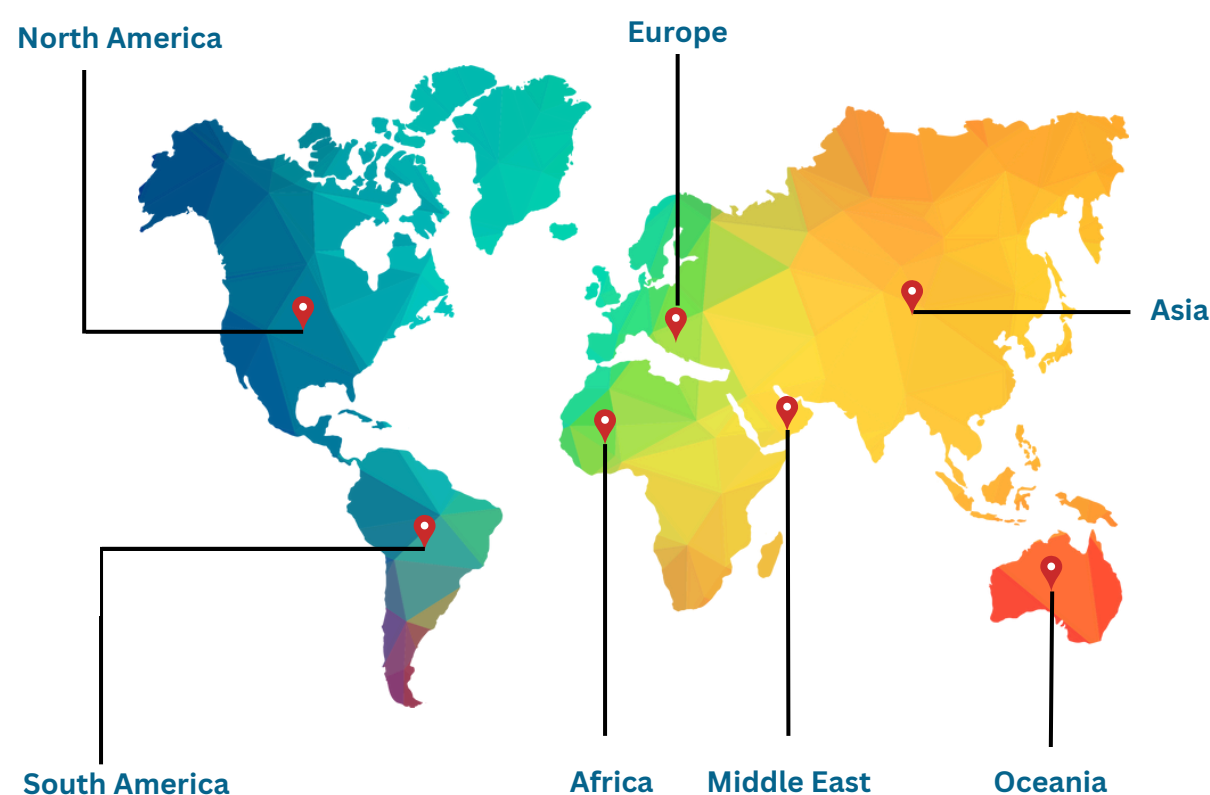 North America
Europe
Asia
South America
Africa
Middle East
Oceania